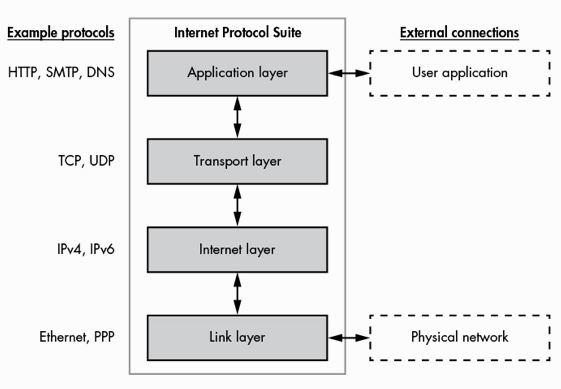 Example protocols
Internet Protocol Suite
External connections
HTTP, SMTP, DNS
Application layer
User application
TCP, UDP
Transport layer
IPv4, IPv6
Internet layer
Ethernet, PPP
Link layer
Physical network